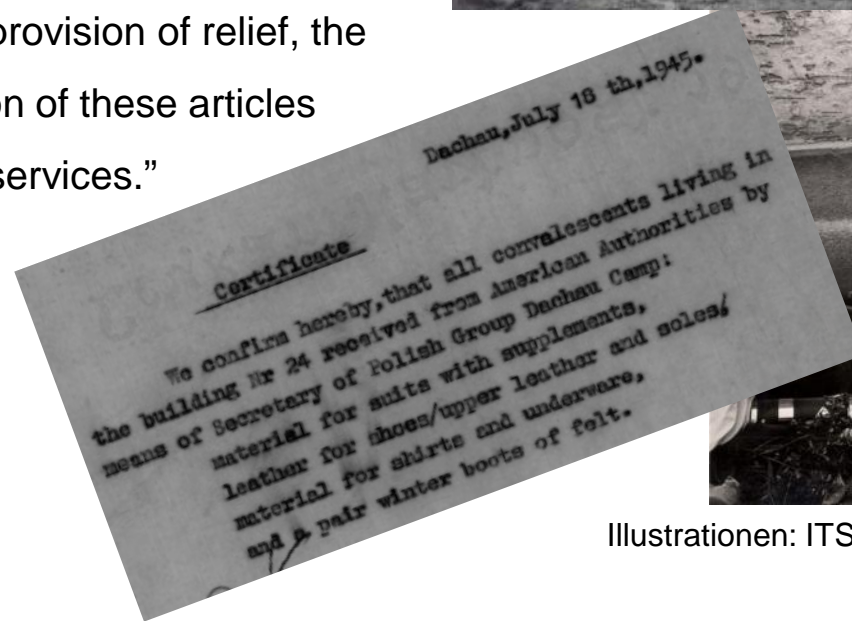 provision of relief, the
on of these articles
services.”
Dachau,July 18 th,1945.
Certificate
We confirm hereby,that all convalescents living in
the building Nr 24 received from American Authorities by
means of Secretary of Polish Group Dachau Camp:
material for suits with supplements,
leather for shoes/upper leather and soles/
material for shirts and underware,
and a pair winter boots of felt.
Illustrationen: ITS